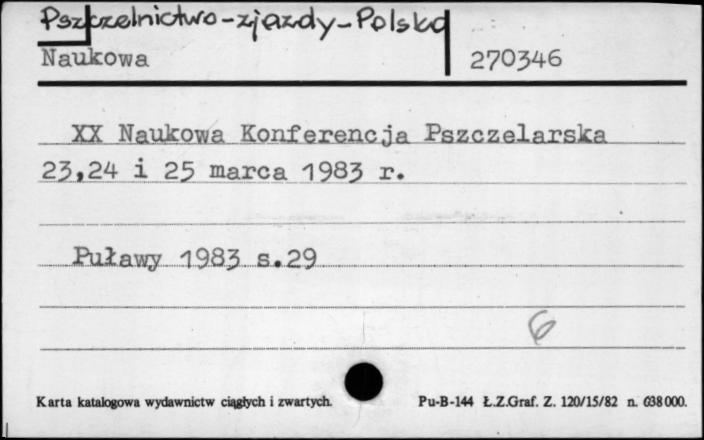 Pszczelnictwo-zjazdy-Polska
Naukowa 270346
XX Naukowa Konferencja Pszczelarska
23,24 i 25 marca 1983 r.
Puławy 1983 s.29
6
Karta katalogowa wydawnictw ciągłych i zwartych. Pu-B-144 Ł.Z.Graf. Z. 120/15/82 n. 638000.